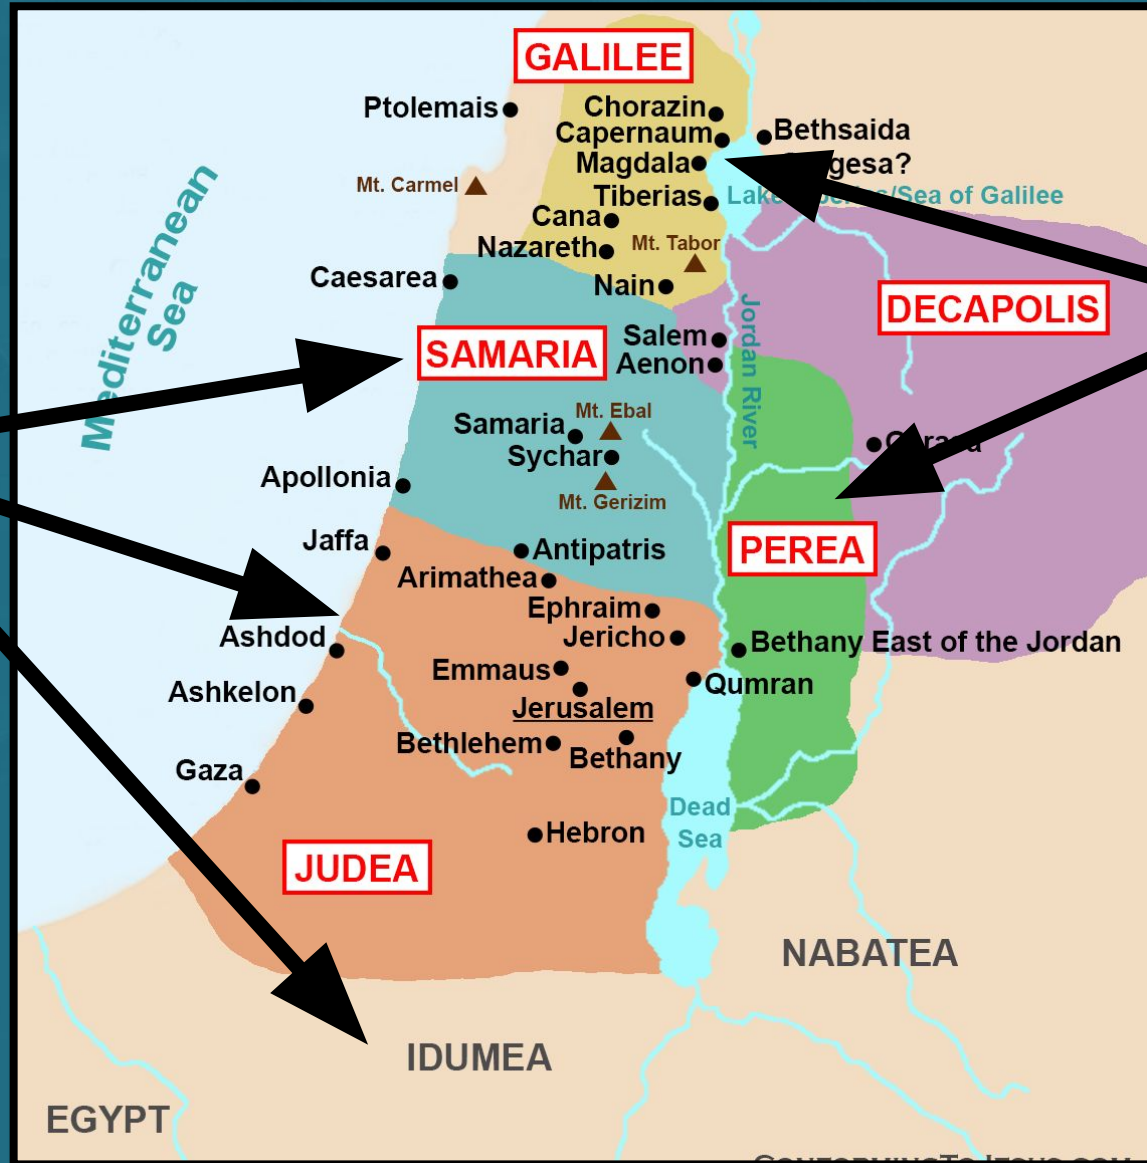 GALILEE
Ptolemais
Chorazin
Capernaum
Bethsaida
Magdala
gesa?
Mt. Carmel
Tiberias
Lake
/Sea of Galilee
Cana
Nazareth
Mt. Tabor
Mediterranean
Sea
Caesarea
Nain
DECAPOLIS
Jordan River
Salem
SAMARIA
Aenon
Mt. Ebal
Samaria
Sychar
Apollonia
Mt. Gerizim
Jaffa
Antipatris
PEREA
Arimathea
Ephraim
Ashdod
Jericho
Bethany East of the Jordan
Emmaus
Qumran
Ashkelon
Jerusalem
Bethlehem
Bethany
Gaza
Dead
Sea
Hebron
JUDEA
NABATEA
IDUMEA
EGYPT